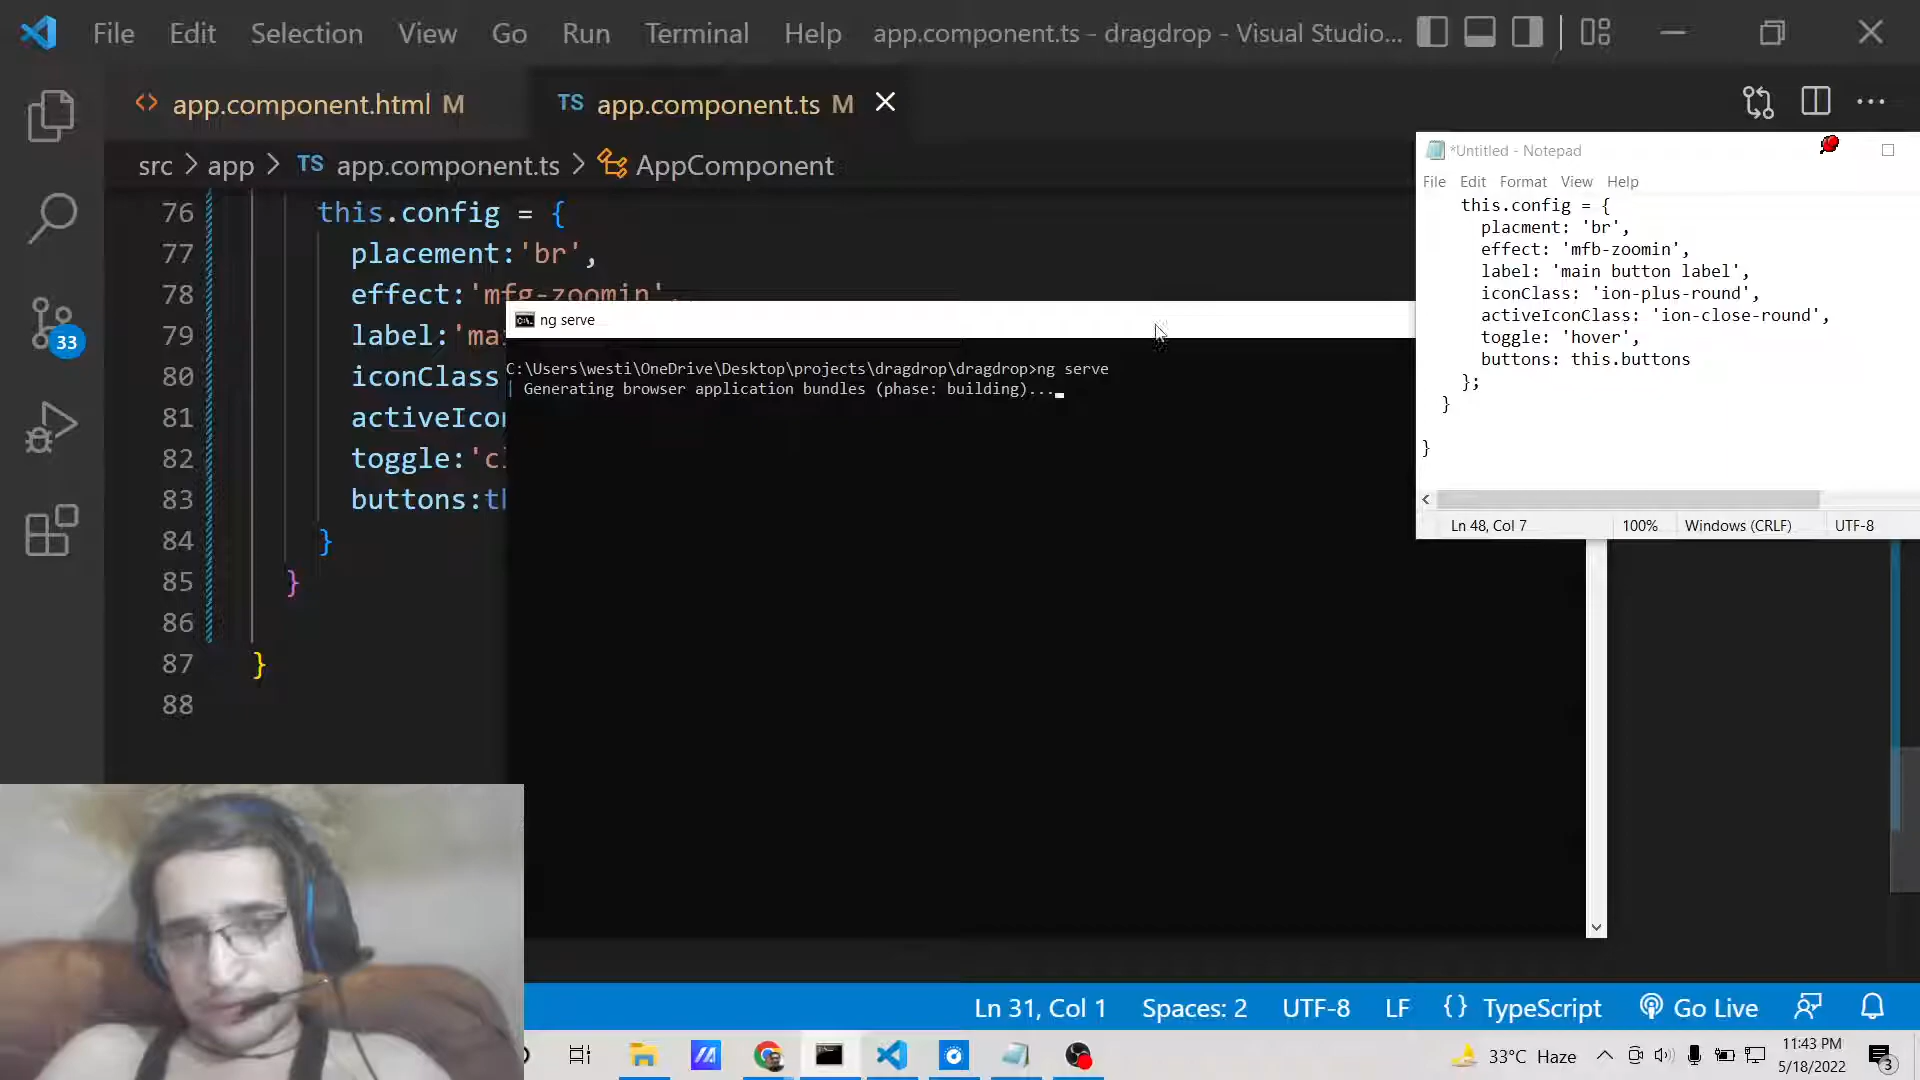 File Edit Selection View Go Run Terminal Help app.component.ts - dragdrop - Visual Studio...
<> app.component.html M TS app.component.ts M
src > app > TS app.component.ts > AppComponent
76 this.config = {
77 placement:'br',
78 effect:'mfg-zoomin',
79 label:'ma
80 iconClass
81 activeIco
82 toggle:'cl
83 buttons:th
84 }
85 }
86
87 }
88
33
ng serve
C:\Users\westi\OneDrive\Desktop\projects\dragdrop\dragdrop>ng serve
| Generating browser application bundles (phase: building)...
*Untitled - Notepad
File Edit Format View Help
this.config = {
placment: 'br',
effect: 'mfb-zoomin',
label: 'main button label',
iconClass: 'ion-plus-round',
activeIconClass: 'ion-close-round',
toggle: 'hover',
buttons: this.buttons
};
}
}
Ln 48, Col 7 100% Windows (CRLF) UTF-8
Ln 31, Col 1 Spaces: 2 UTF-8 LF {} TypeScript Go Live
33°C Haze 11:43 PM
5/18/2022 3